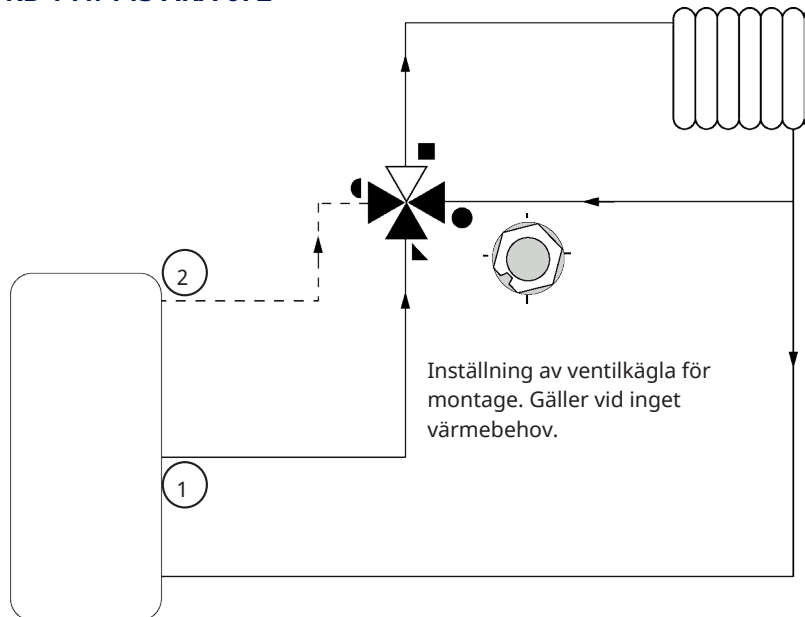 2
Inställning av ventilkägla för
montage. Gäller vid inget
värmebehov.
1